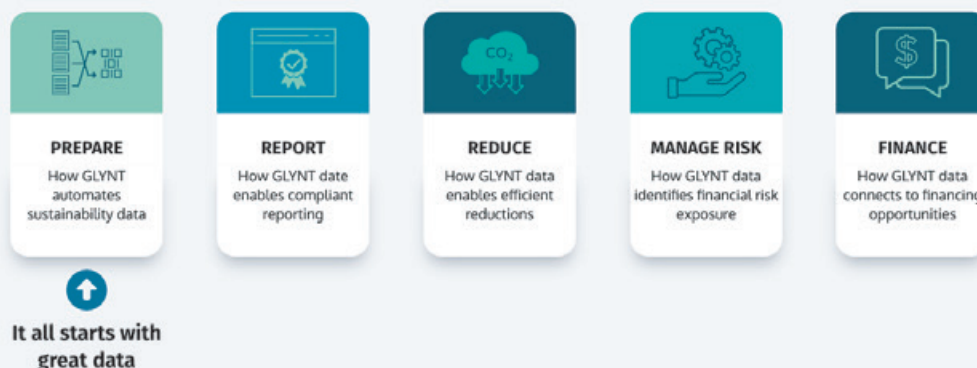 PREPARE
How GLYNT
automates
sustainability data
REPORT
How GLYNT date
enables compliant
reporting
CO₂
REDUCE
How GLYNT data
enables efficient
reductions
MANAGE RISK
How GLYNT data
identifies financial risk
exposure
$
FINANCE
How GLYNT data
connects to financing
opportunities
It all starts with
great data